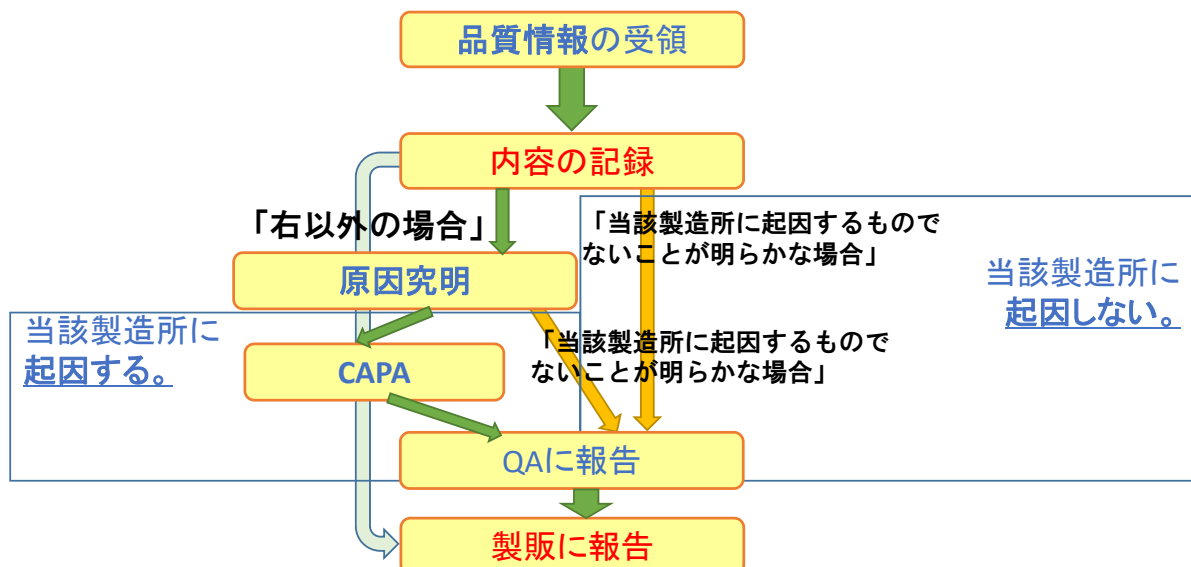 品質情報の受領
内容の記録
「右以外の場合」
「当該製造所に起因するもので
ないことが明らかな場合」
原因究明
当該製造所に
起因しない。
当該製造所に
起因する。
「当該製造所に起因するもので
ないことが明らかな場合」
CAPA
QAに報告
製販に報告